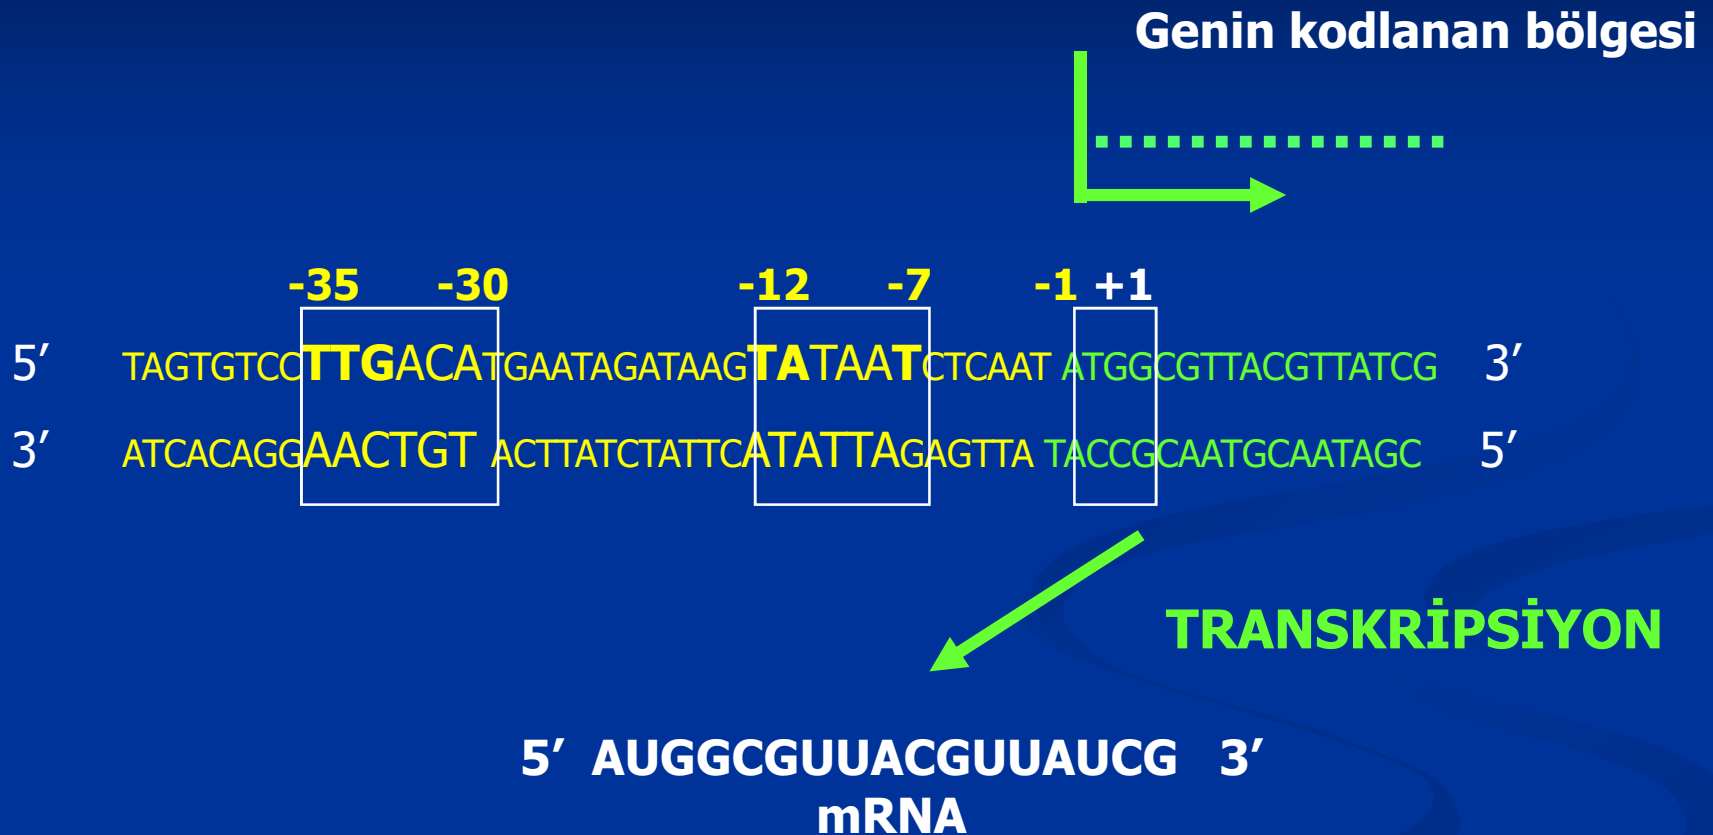 Genin kodlanan bölgesi
-35 -30 -12 -7 -1 +1
5′ TAGTGTCCTTGACATGAATAGATAAGTATAATCTCAAT ATGGCGTTACGTTATCG 3′
3′ ATCACAGGAACTGT ACTTATCTATTCATATTAGAGTTA TACCGCAATGCAATAGC 5′
TRANSKRİPSİYON
5′ AUGGCGUUACGUUAUCG 3′
mRNA